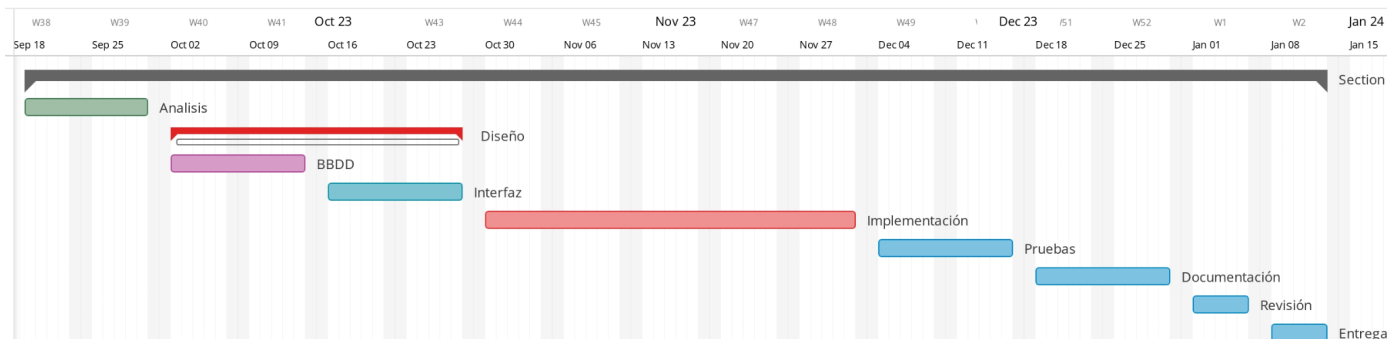 W38 W39 W40 W41 Oct 23 W43 W44 W45 Nov 23 W47 W48 W49 Dec 23 /51 W52 W1 W2 Jan 24
Sep 18 Sep 25 Oct 02 Oct 09 Oct 16 Oct 23 Oct 30 Nov 06 Nov 13 Nov 20 Nov 27 Dec 04 Dec 11 Dec 18 Dec 25 Jan 01 Jan 08 Jan 15
Section
Analisis
Diseño
BBDD
Interfaz
Implementación
Pruebas
Documentación
Revisión
Entrega